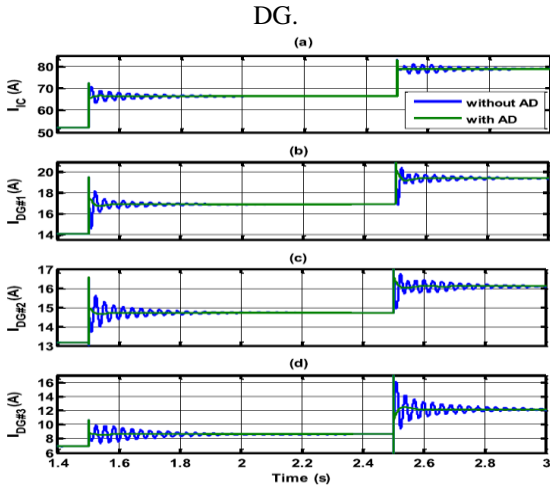 DG.
(a)
80
70
60
50
I_IC (A)
without AD
with AD
(b)
20
18
16
14
I_DG#1 (A)
(c)
17
16
15
14
13
I_DG#2 (A)
(d)
16
14
12
10
8
6
I_DG#3 (A)
1.4 1.6 1.8 2 2.2 2.4 2.6 2.8 3
Time (s)